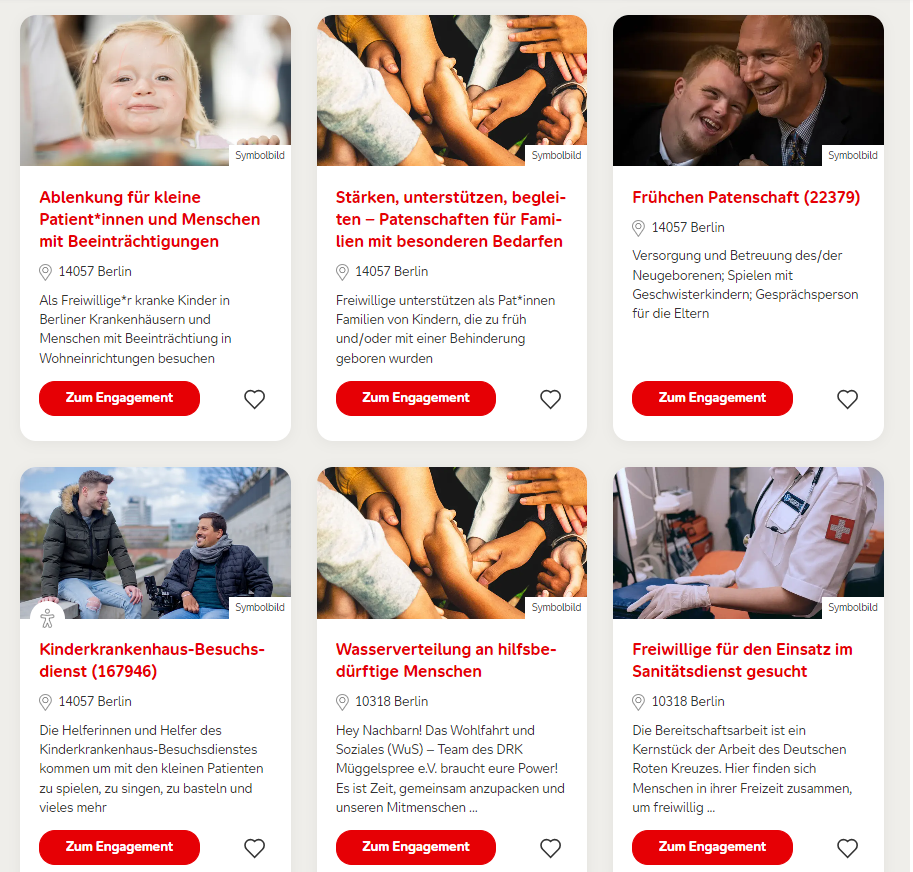 Symbolbild
Ablenkung für kleine
Patient*innen und Menschen
mit Beeinträchtigungen
14057 Berlin
Als Freiwillige*r kranke Kinder in
Berliner Krankenhäusern und
Menschen mit Beeinträchtiung in
Wohneinrichtungen besuchen
Zum Engagement
Symbolbild
Stärken, unterstützen, beglei-
ten – Patenschaften für Fami-
lien mit besonderen Bedarfen
14057 Berlin
Freiwillige unterstützen als Pat*innen
Familien von Kindern, die zu früh
und/oder mit einer Behinderung
geboren wurden
Zum Engagement
Symbolbild
Frühchen Patenschaft (22379)
14057 Berlin
Versorgung und Betreuung des/der
Neugeborenen; Spielen mit
Geschwisterkindern; Gesprächsperson
für die Eltern
Zum Engagement
Symbolbild
Kinderkrankenhaus-Besuchs-
dienst (167946)
14057 Berlin
Die Helferinnen und Helfer des
Kinderkrankenhaus-Besuchsdienstes
kommen um mit den kleinen Patienten
zu spielen, zu singen, zu basteln und
vieles mehr
Zum Engagement
Symbolbild
Wasserverteilung an hilfsbe-
dürftige Menschen
10318 Berlin
Hey Nachbarn! Das Wohlfahrt und
Soziales (WuS) – Team des DRK
Müggelspree e.V. braucht eure Power!
Es ist Zeit, gemeinsam anzupacken und
unseren Mitmenschen ...
Zum Engagement
Symbolbild
Freiwillige für den Einsatz im
Sanitätsdienst gesucht
10318 Berlin
Die Bereitschaftsarbeit ist ein
Kernstück der Arbeit des Deutschen
Roten Kreuzes. Hier finden sich
Menschen in ihrer Freizeit zusammen,
um freiwillig ...
Zum Engagement